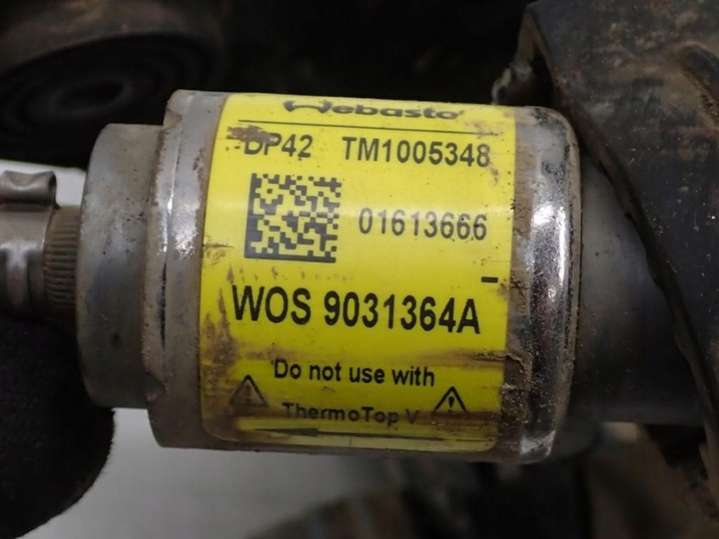 Webasto
DP42 TM1005348
01613666
-
WOS 9031364A
Do not use with
ThermoTop V